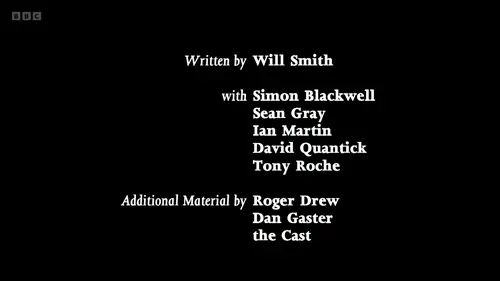 BBC
Written by Will Smith
with Simon Blackwell
Sean Gray
Ian Martin
David Quantick
Tony Roche
Additional Material by Roger Drew
Dan Gaster
the Cast